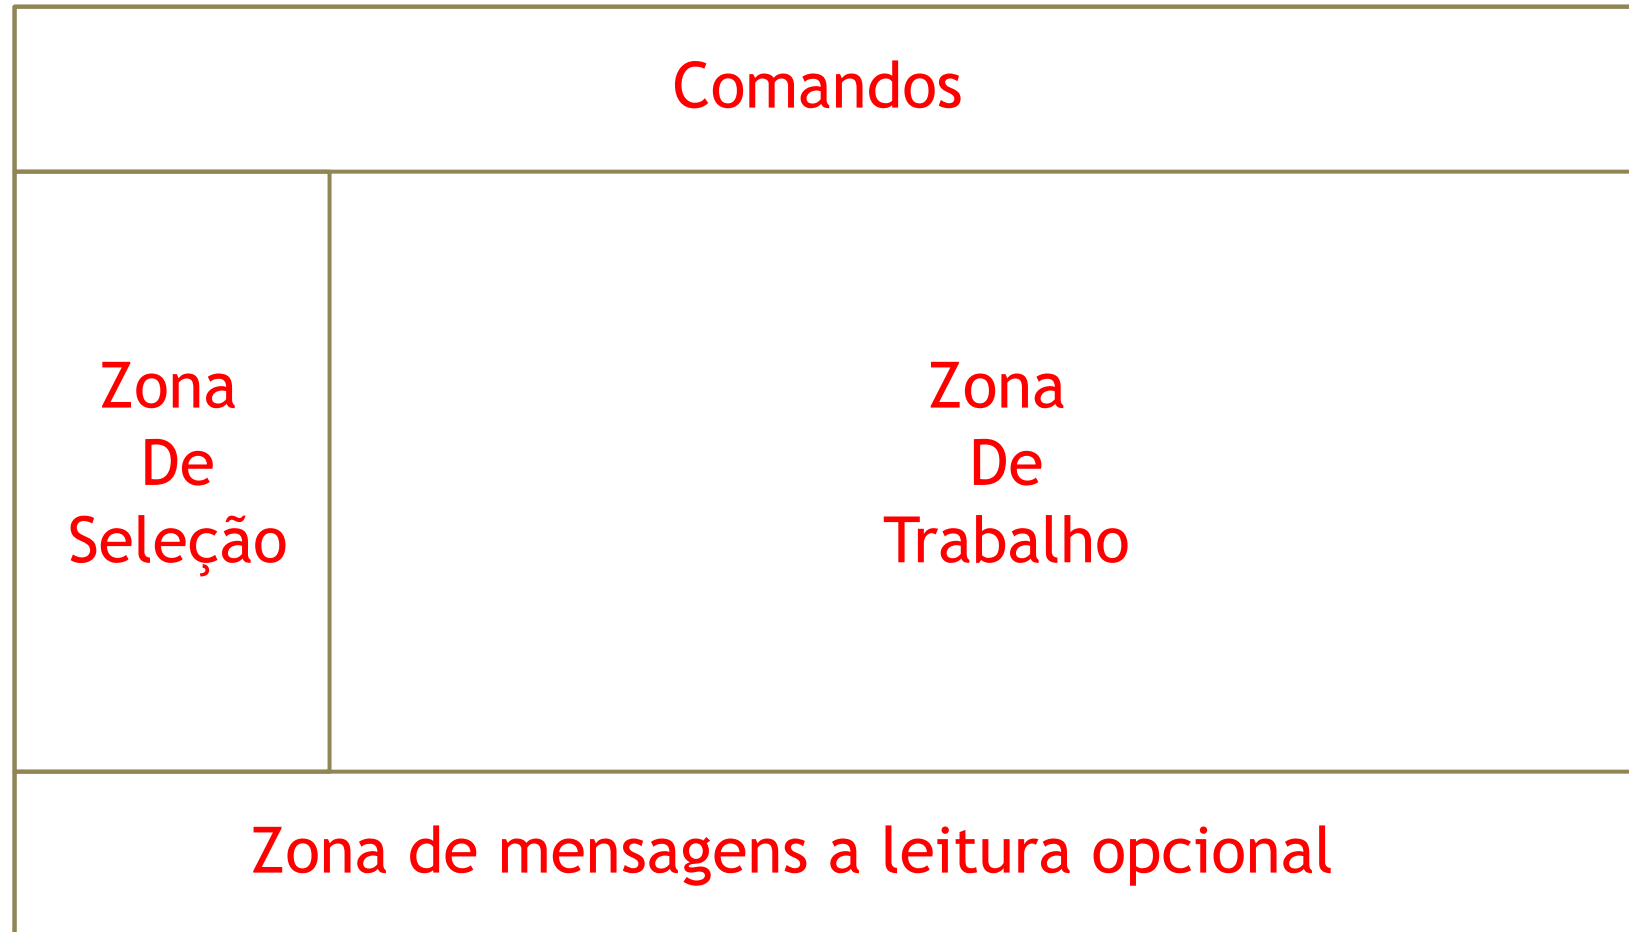 Comandos
Zona
De
Seleção
Zona
De
Trabalho
Zona de mensagens a leitura opcional